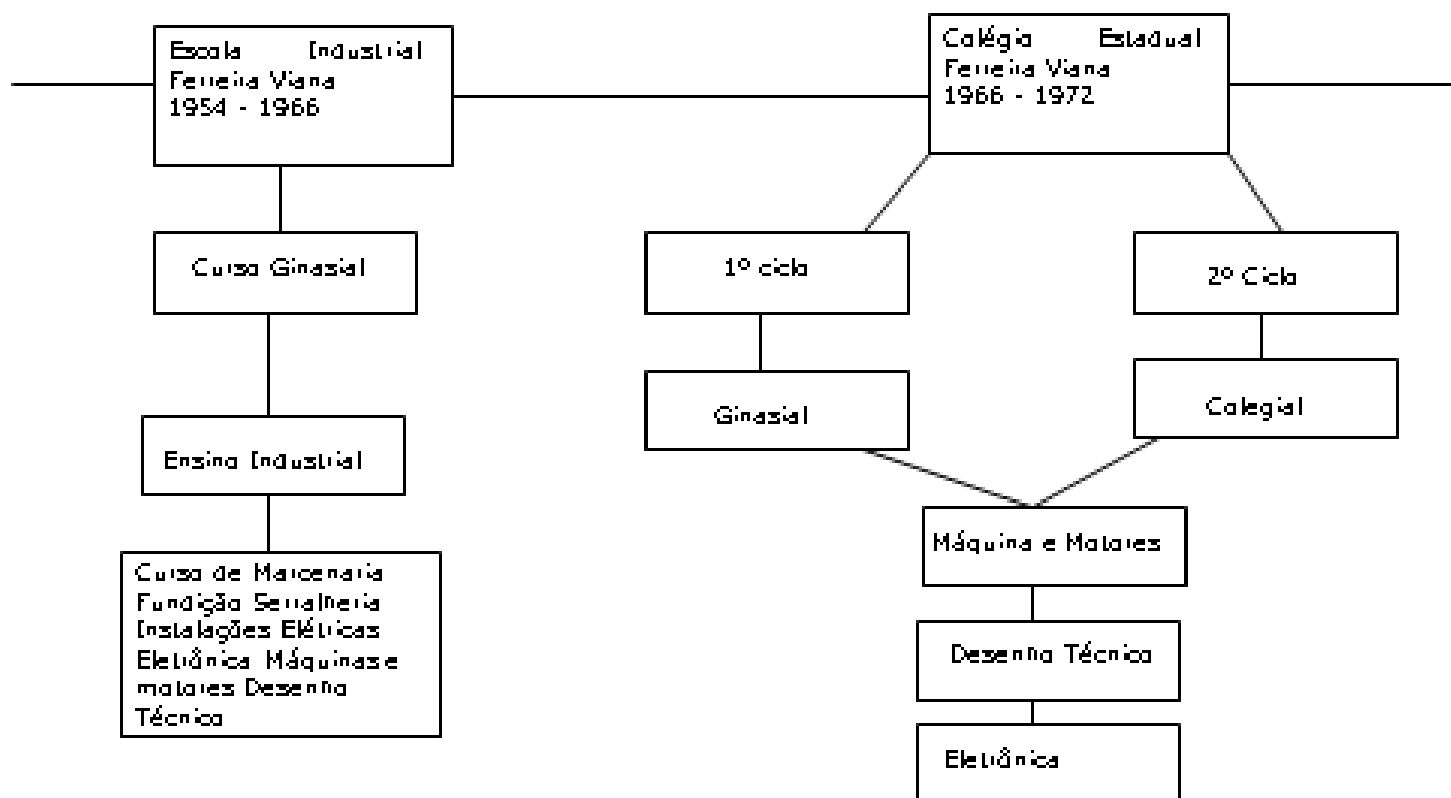 Escola Industrial
Ferreira Viana
1954 - 1966
Colégio Estadual
Ferreira Viana
1966 - 1972
Curso Ginasial
1º ciclo
2º Ciclo
Ginasial
Colegial
Ensino Industrial
Máquina e Motores
Curso de Marcenaria
Fundição Serralheria
Instalações Elétricas
Eletrônica Máquinas e
motores Desenho
Técnico
Desenho Técnico
Eletrônica